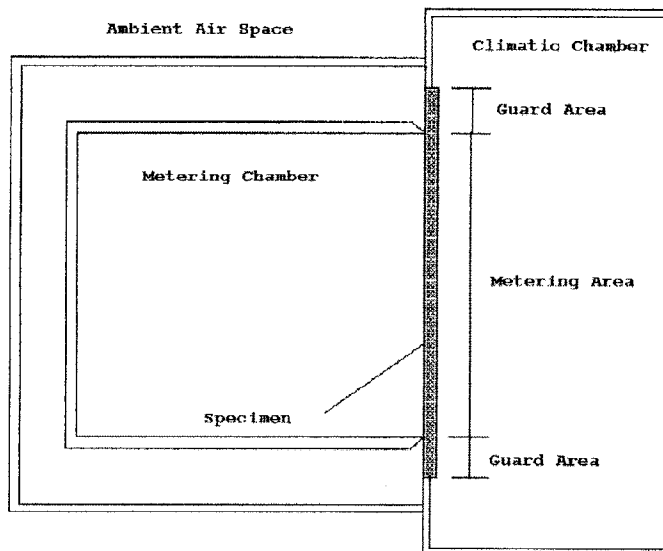 Ambient Air Space
Climatic Chamber
Guard Area
Metering Chamber
Metering Area
Specimen
Guard Area